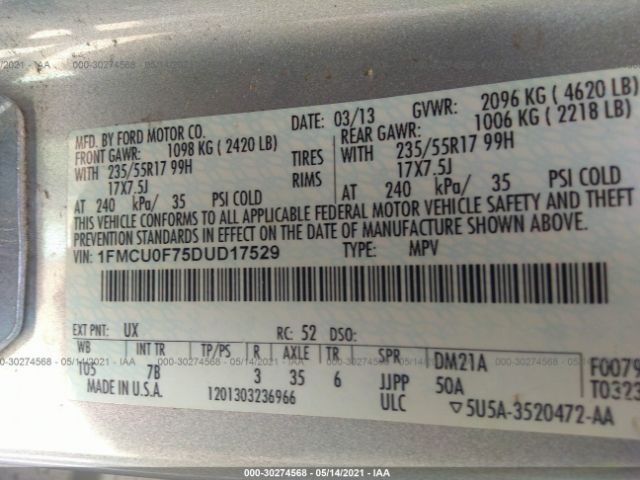 /2021 - IAA 000-30274568 - 05/14/2021 - IAA 000-30274568 - 05/14/2021 - IAA
MFD. BY FORD MOTOR CO. DATE: 03/13 GVWR: 2096 KG ( 4620 LB)
FRONT GAWR: 1098 KG ( 2420 LB) REAR GAWR: 1006 KG ( 2218 LB)
WITH 235/55R17 99H TIRES WITH 235/55R17 99H
17X7.5J RIMS 17X7.5J
AT 240 kPa/ 35 PSI COLD AT 240 kPa/ 35 PSI COLD
THIS VEHICLE CONFORMS TO ALL APPLICABLE FEDERAL MOTOR VEHICLE SAFETY AND THEFT
PREVENTION STANDARDS IN EFFECT ON THE DATE OF MANUFACTURE SHOWN ABOVE.
VIN: 1FMCU0F75DUD17529 TYPE: MPV
EXT PNT: UX RC: 52 DSO:
WB INT TR TP/PS R AXLE TR SPR DM21A F0079
105 7B 3 35 6 JJPP 50A T0323
MADE IN U.S.A. 1201303236966 ULC ▽5U5A-3520472-AA
000-30274568 - 05/14/2021 - IAA